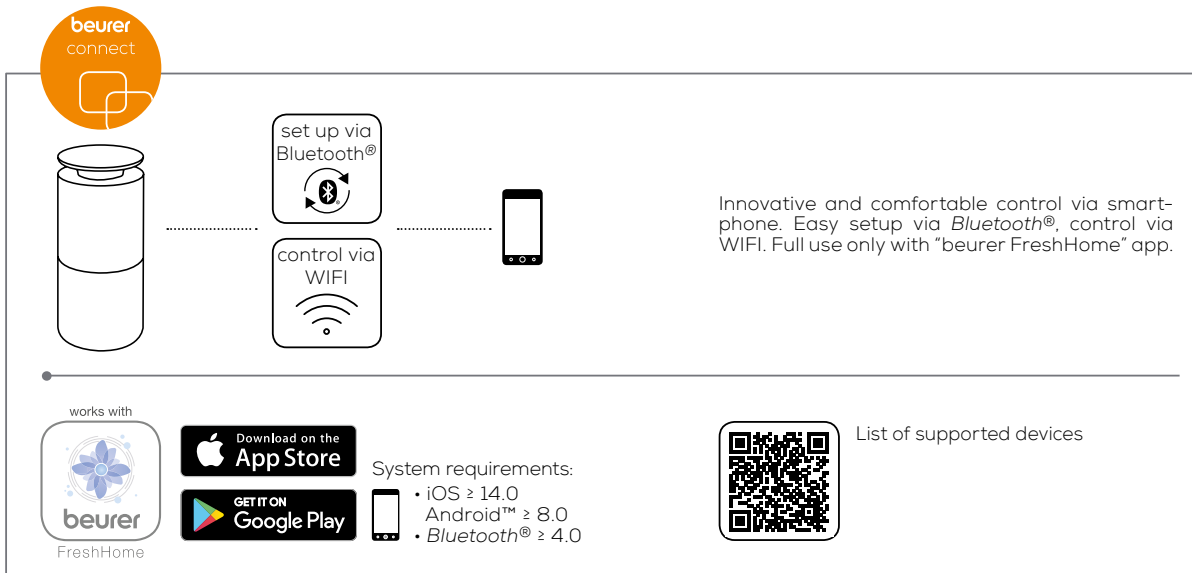 beurer
connect
set up via
Bluetooth®
control via
WIFI
Innovative and comfortable control via smart-
phone. Easy setup via Bluetooth®, control via
WIFI. Full use only with “beurer FreshHome” app.
works with
beurer
FreshHome
Download on the
App Store
GET IT ON
Google Play
System requirements:
• iOS ≥ 14.0
Android™ ≥ 8.0
• Bluetooth® ≥ 4.0
List of supported devices